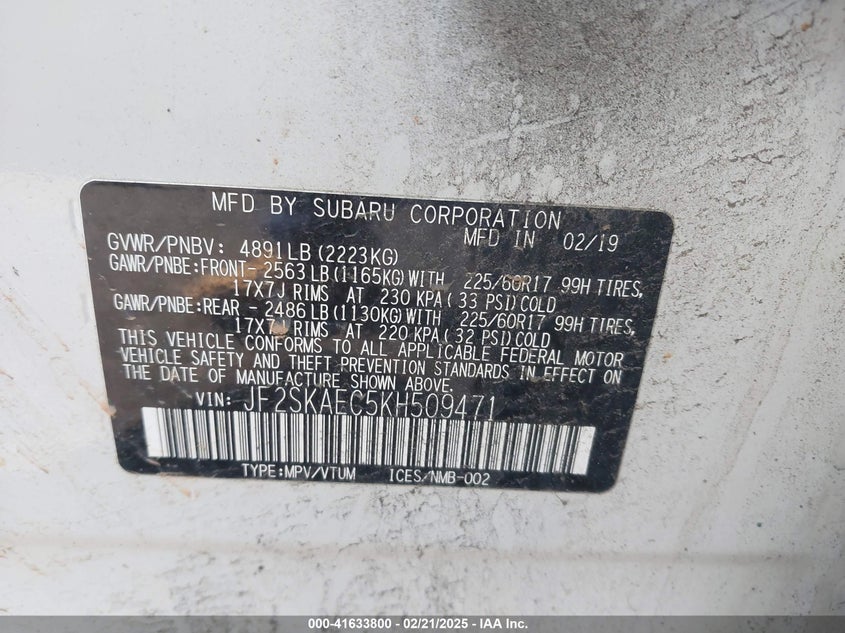 MFD BY SUBARU CORPORATION
MFD IN 02/19
GVWR/PNBV: 4891LB (2223KG)
GAWR/PNBE:FRONT- 2563 LB (1165KG) WITH 225/60R17 99H TIRES,
17X7J RIMS AT 230 KPA (33 PSI) COLD
GAWR/PNBE:REAR - 2486 LB (1130KG) WITH 225/60R17 99H TIRES,
17X7J RIMS AT 220 KPA (32 PSI) COLD
THIS VEHICLE CONFORMS TO ALL APPLICABLE FEDERAL MOTOR
VEHICLE SAFETY AND THEFT PREVENTION STANDARDS IN EFFECT ON
THE DATE OF MANUFACTURE SHOWN ABOVE.
VIN: JF2SKAEC5KH509471
TYPE:MPV/VTUM ICES/NMB-002
000-41633800 - 02/21/2025 - IAA Inc.